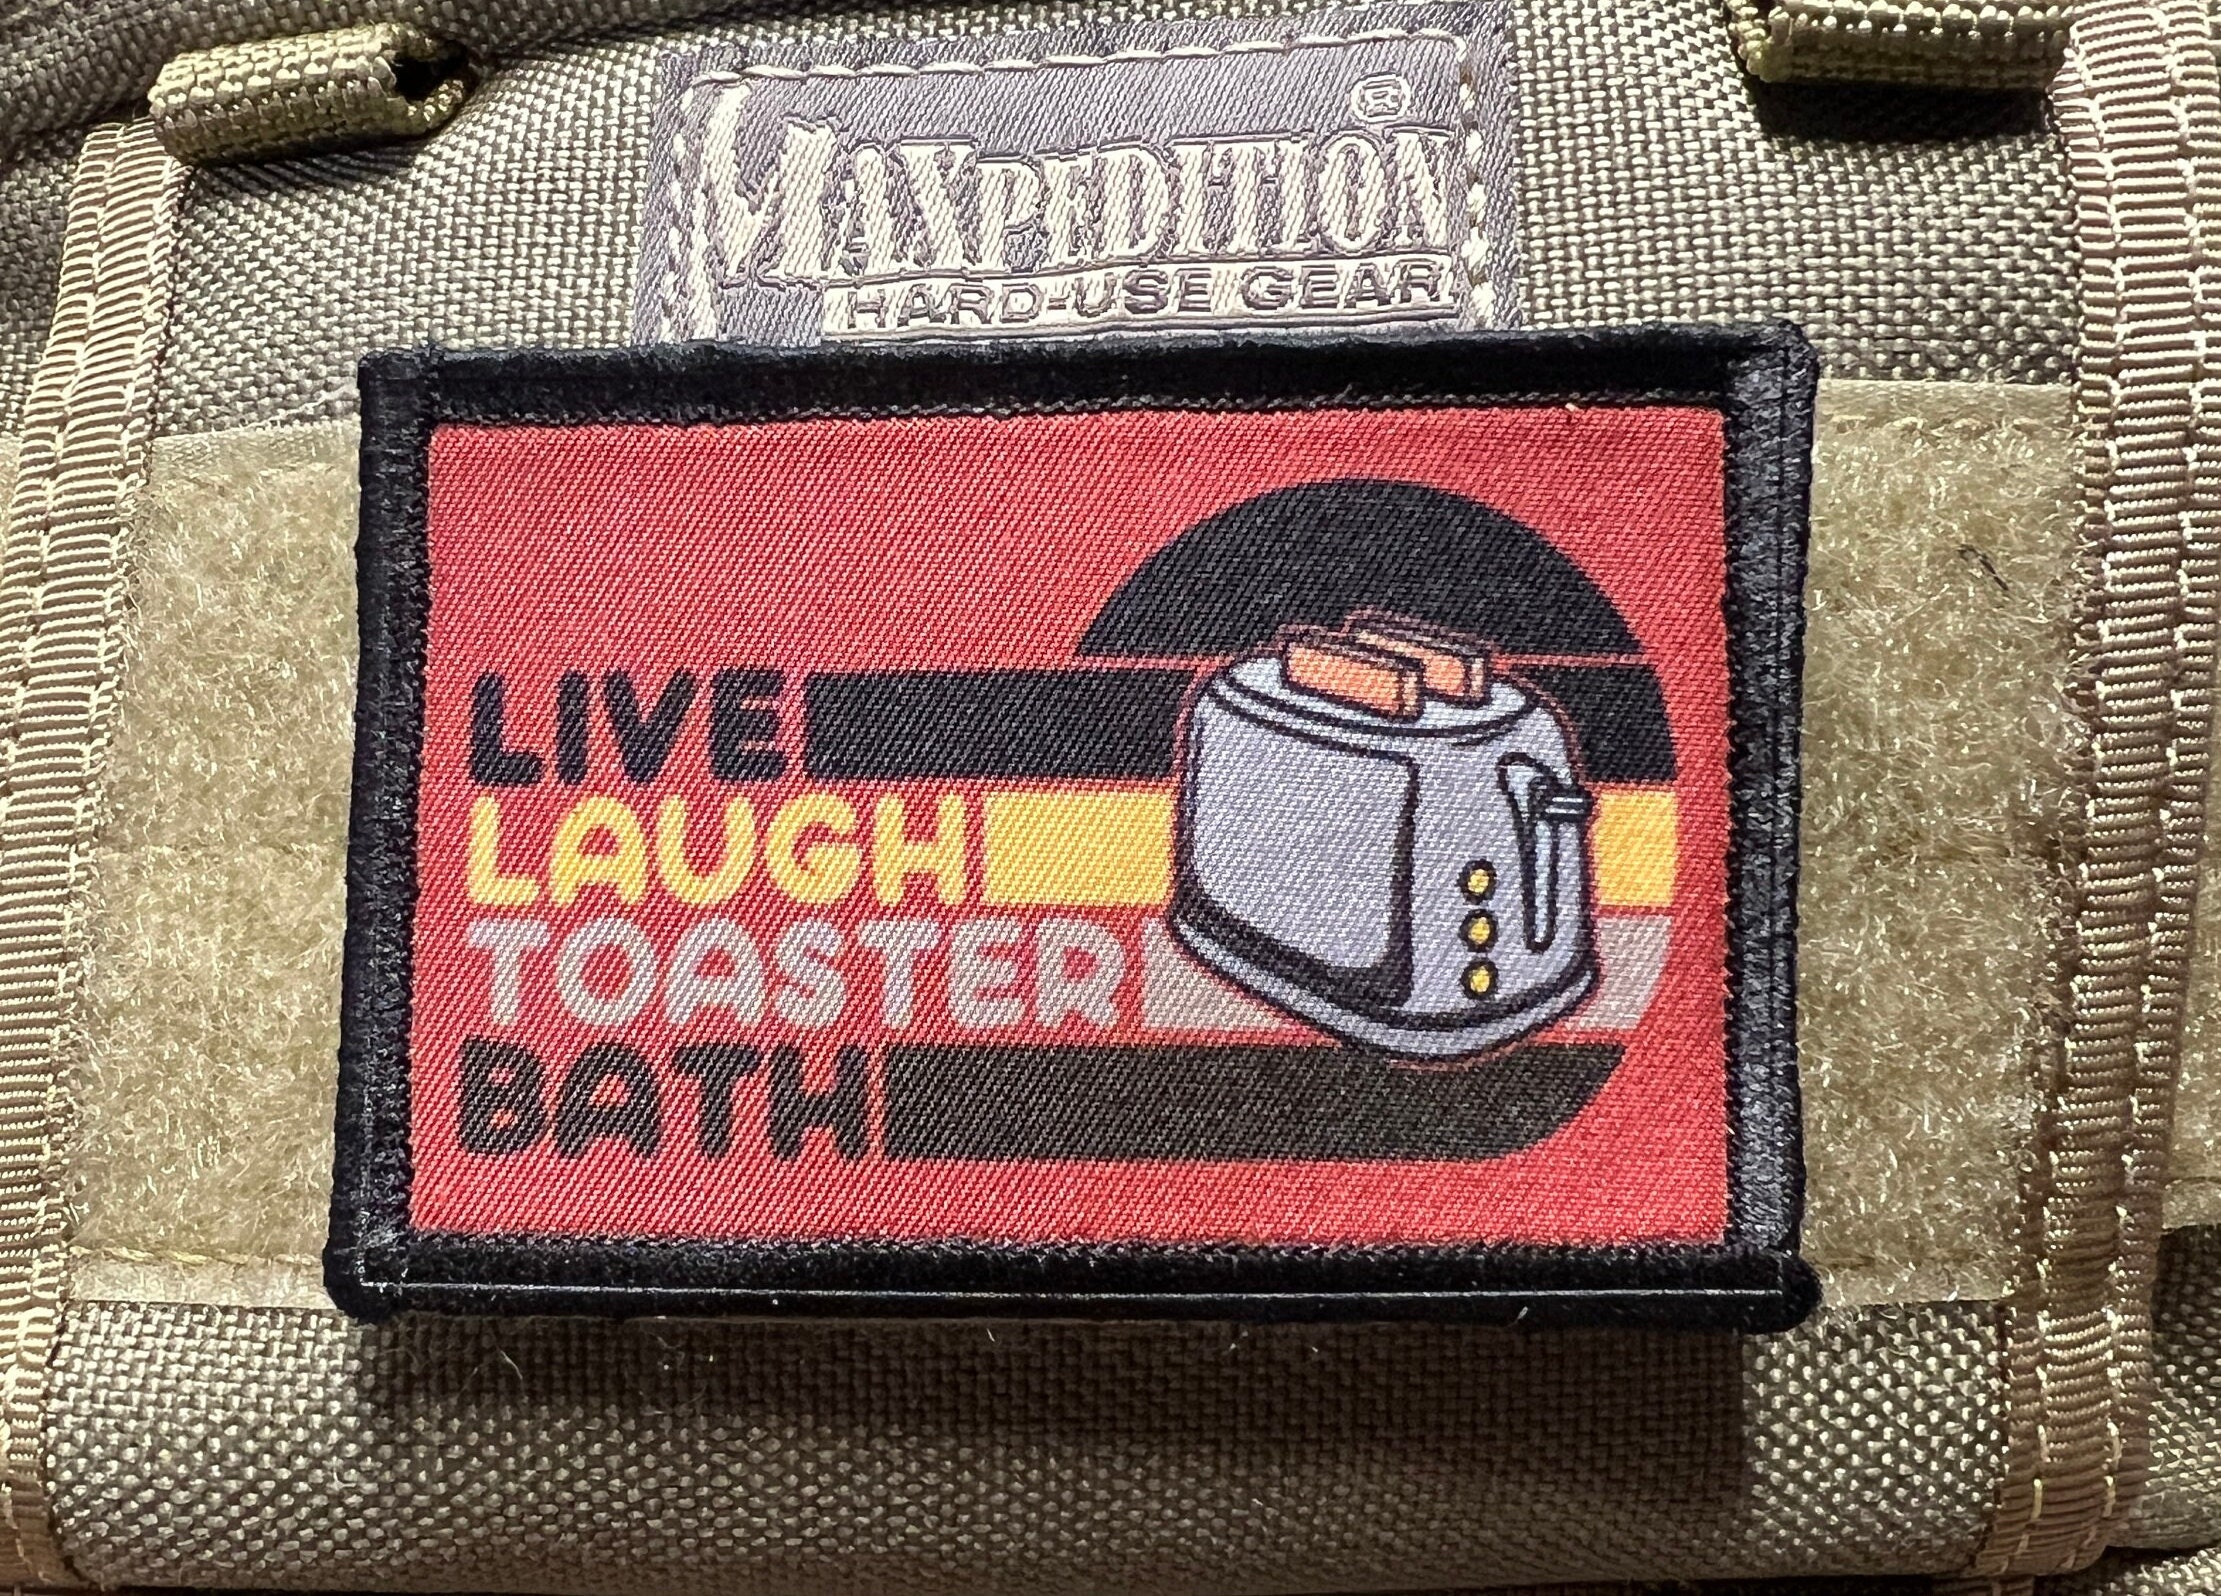 MAXPEDITION®
HARD-USE GEAR
LIVE
LAUGH
TOASTER
BATH